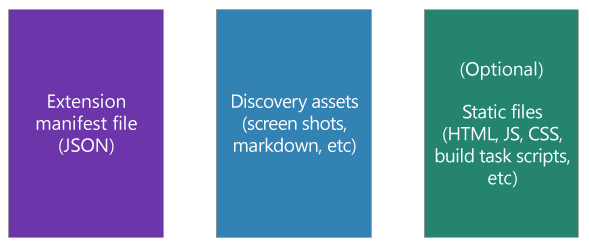 Extension
manifest file
(JSON)
Discovery assets
(screen shots,
markdown, etc)
(Optional)
Static files
(HTML, JS, CSS,
build task scripts,
etc)